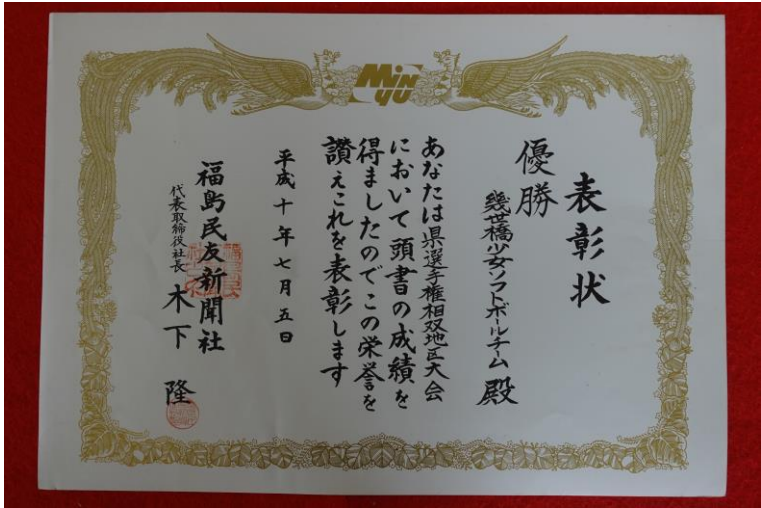 MiN
yU
表彰状
優勝
幾世橋少女ソフトボールチーム 殿
あなたは県選手権相双地区大会
において頭書の成績を
得ましたのでこの栄誉を
讃えこれを表彰します
平成十年七月五日
福島民友新聞社
代表取締役社長 木下 隆